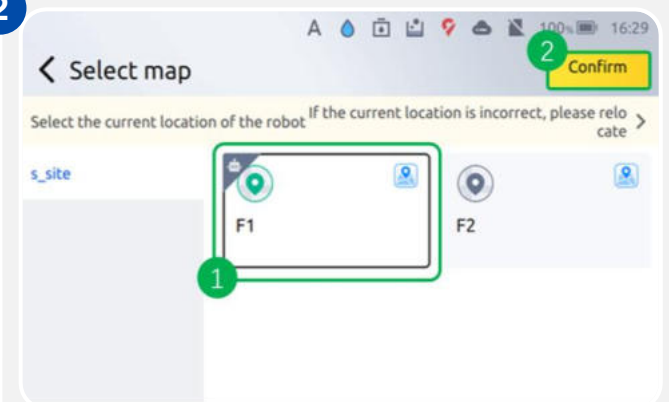 2
A 100% 16:29
Select map
2
Confirm
Select the current location of the robot
If the current location is incorrect, please relo
cate
s_site
F1
F2
1